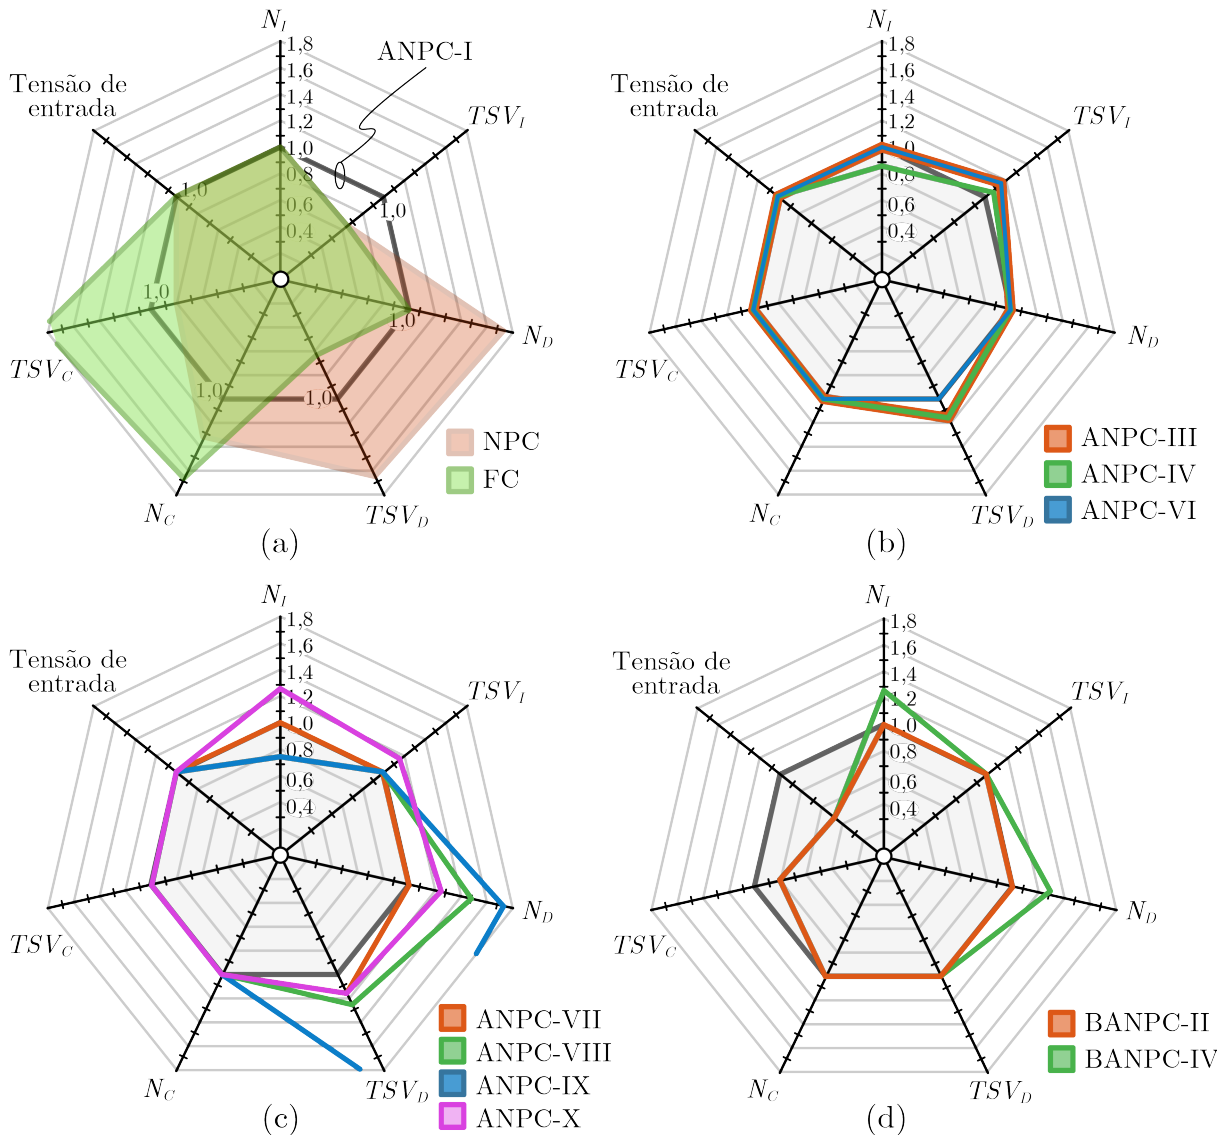 N_I
1,8
1,6
1,4
1,2
1,0
0,8
0,6
0,4
ANPC-I
Tensão de
entrada
TSV_I
1,0
1,0
1,0
1,0
N_D
TSV_C
1,0
1,0
NPC
FC
N_C
TSV_D
(a)
N_I
1,8
1,6
1,4
1,2
1,0
0,8
0,6
0,4
Tensão de
entrada
TSV_I
N_D
TSV_C
ANPC-III
ANPC-IV
ANPC-VI
N_C
TSV_D
(b)
N_I
1,8
1,6
1,4
1,2
1,0
0,8
0,6
0,4
Tensão de
entrada
TSV_I
N_D
TSV_C
ANPC-VII
ANPC-VIII
ANPC-IX
ANPC-X
N_C
TSV_D
(c)
N_I
1,8
1,6
1,4
1,2
1,0
0,8
0,6
0,4
Tensão de
entrada
TSV_I
N_D
TSV_C
BANPC-II
BANPC-IV
N_C
TSV_D
(d)